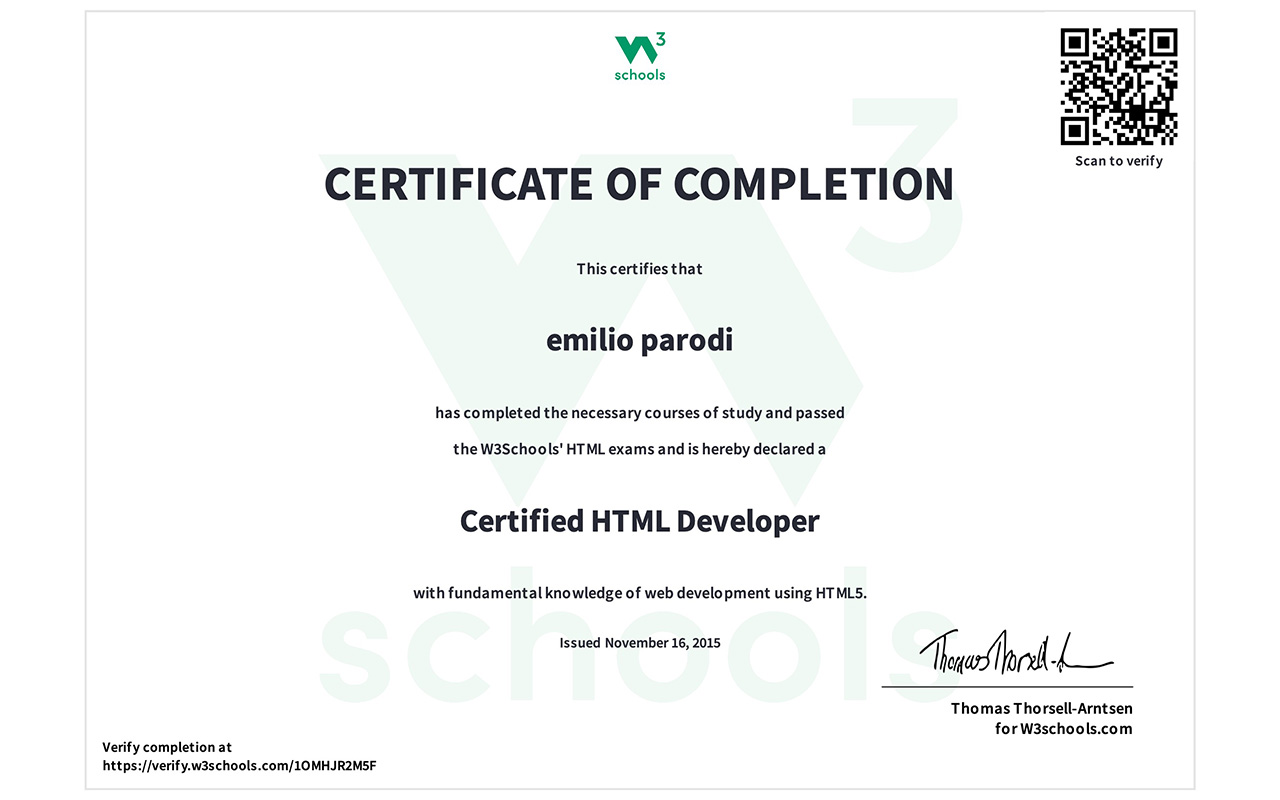 W3
schools
Scan to verify
CERTIFICATE OF COMPLETION
This certifies that
emilio parodi
has completed the necessary courses of study and passed
the W3Schools' HTML exams and is hereby declared a
Certified HTML Developer
with fundamental knowledge of web development using HTML5.
Issued November 16, 2015
Thomas Thorsell-A
Thomas Thorsell-Arntsen
for W3schools.com
Verify completion at
https://verify.w3schools.com/1OMHJR2M5F
W3
schools